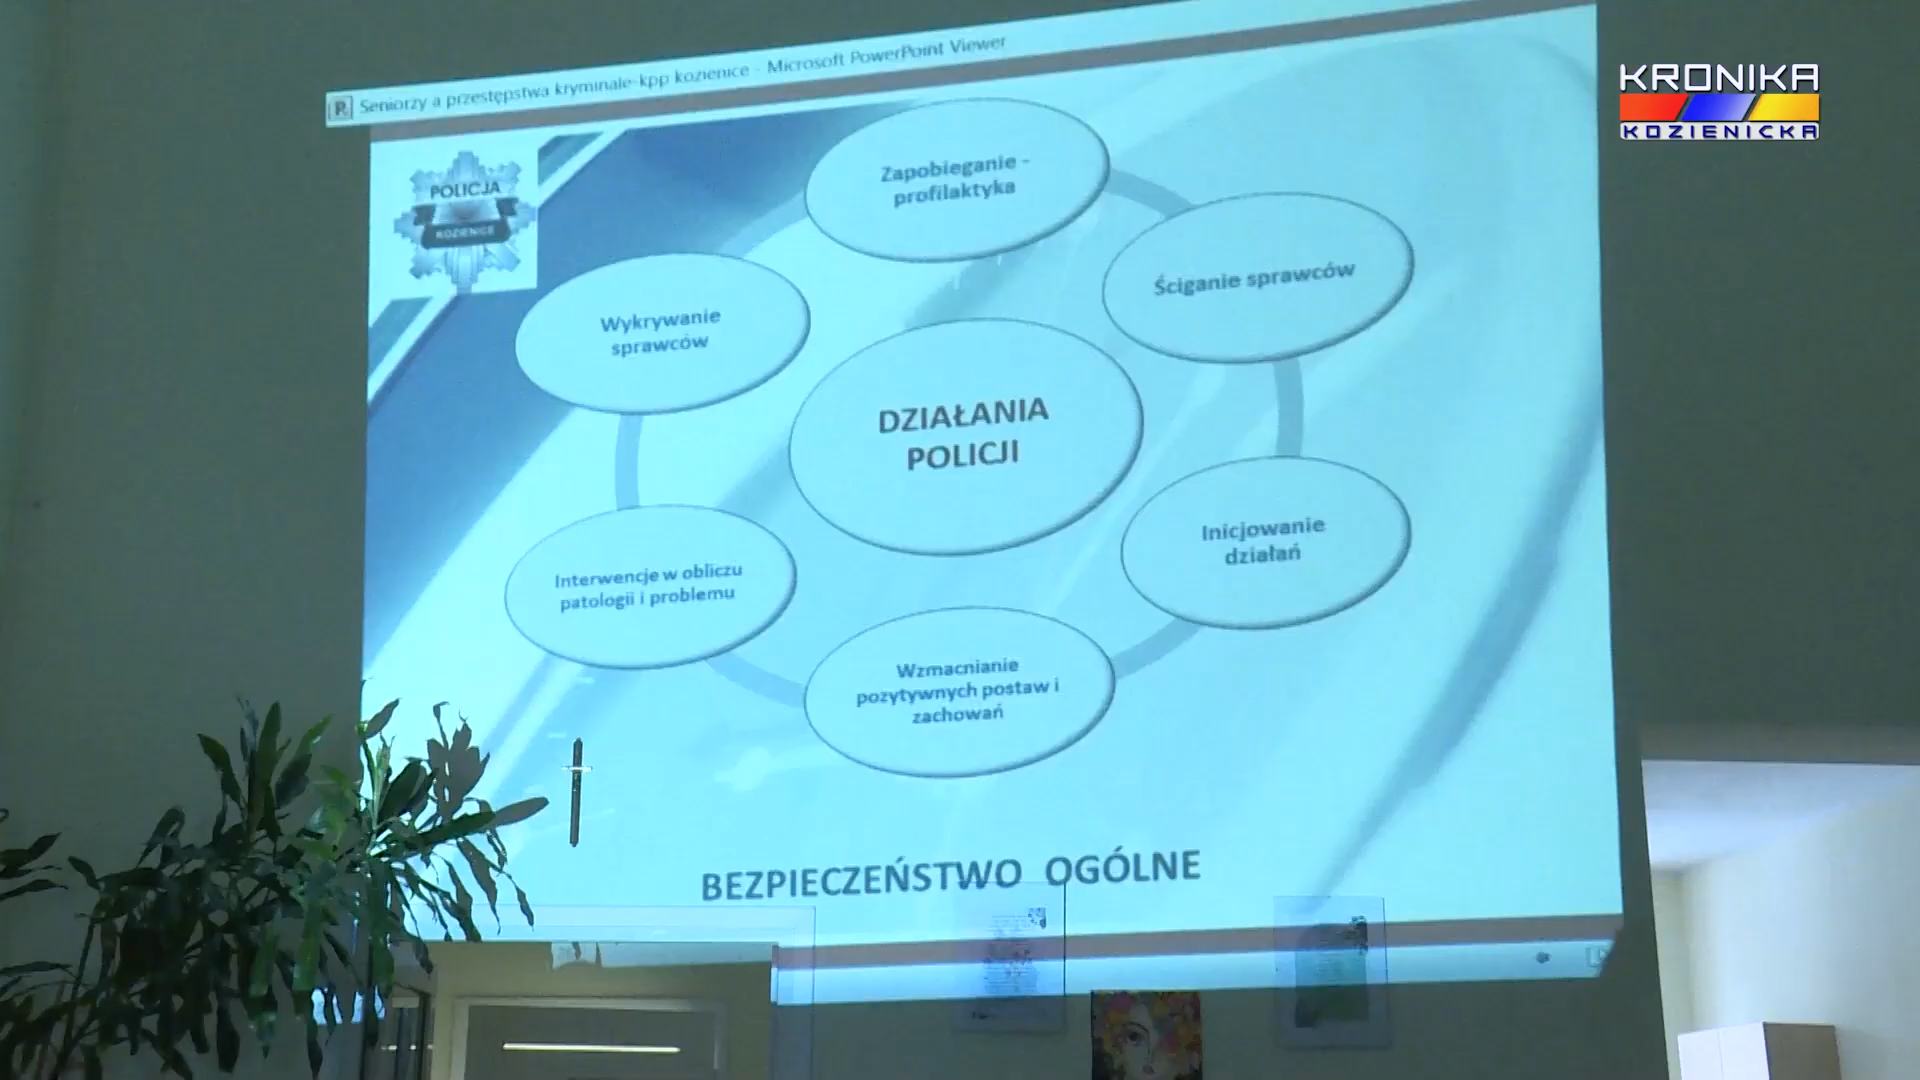 Seniorzy a przestępstwa kryminale-kpp kozienice - Microsoft PowerPoint Viewer
KRONIKA
KOZIENICKA
POLICJA
KOZIENICE
Zapobieganie -
profilaktyka
Ściganie sprawców
Wykrywanie
sprawców
DZIAŁANIA
POLICJI
Inicjowanie
działań
Interwencje w obliczu
patologii i problemu
Wzmacnianie
pozytywnych postaw i
zachowań
BEZPIECZEŃSTWO OGÓLNE